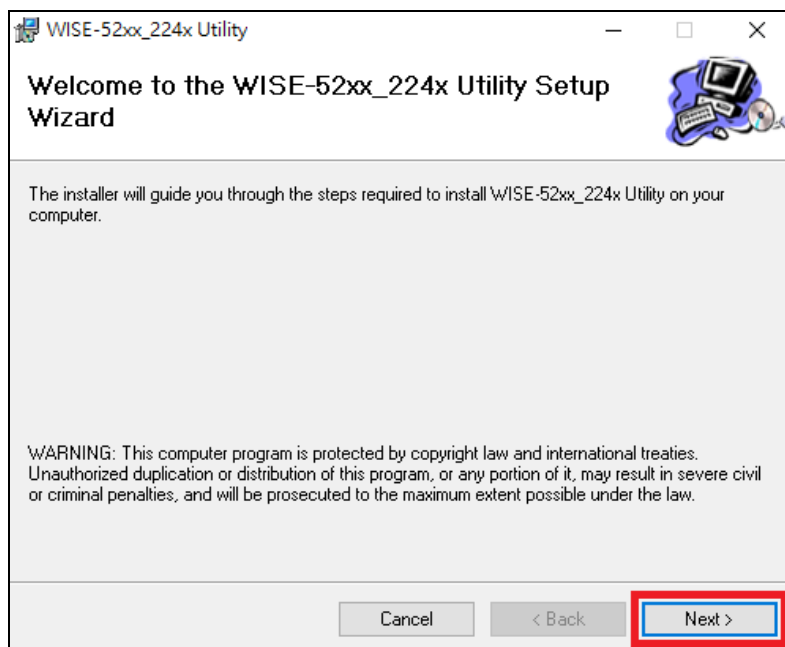 WISE-52xx_224x Utility
Welcome to the WISE-52xx_224x Utility Setup
Wizard
The installer will guide you through the steps required to install WISE-52xx_224x Utility on your
computer.
WARNING: This computer program is protected by copyright law and international treaties.
Unauthorized duplication or distribution of this program, or any portion of it, may result in severe civil
or criminal penalties, and will be prosecuted to the maximum extent possible under the law.
Cancel
< Back
Next >